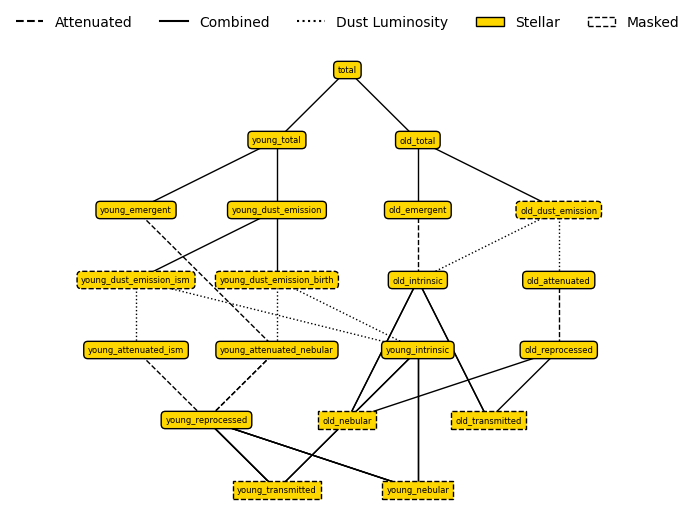 Attenuated Combined Dust Luminosity Stellar Masked
total
young_total old_total
young_emergent young_dust_emission old_emergent old_dust_emission
young_dust_emission_ism young_dust_emission_birth old_intrinsic old_attenuated
young_attenuated_ism young_attenuated_nebular young_intrinsic old_reprocessed
young_reprocessed old_nebular old_transmitted
young_transmitted young_nebular